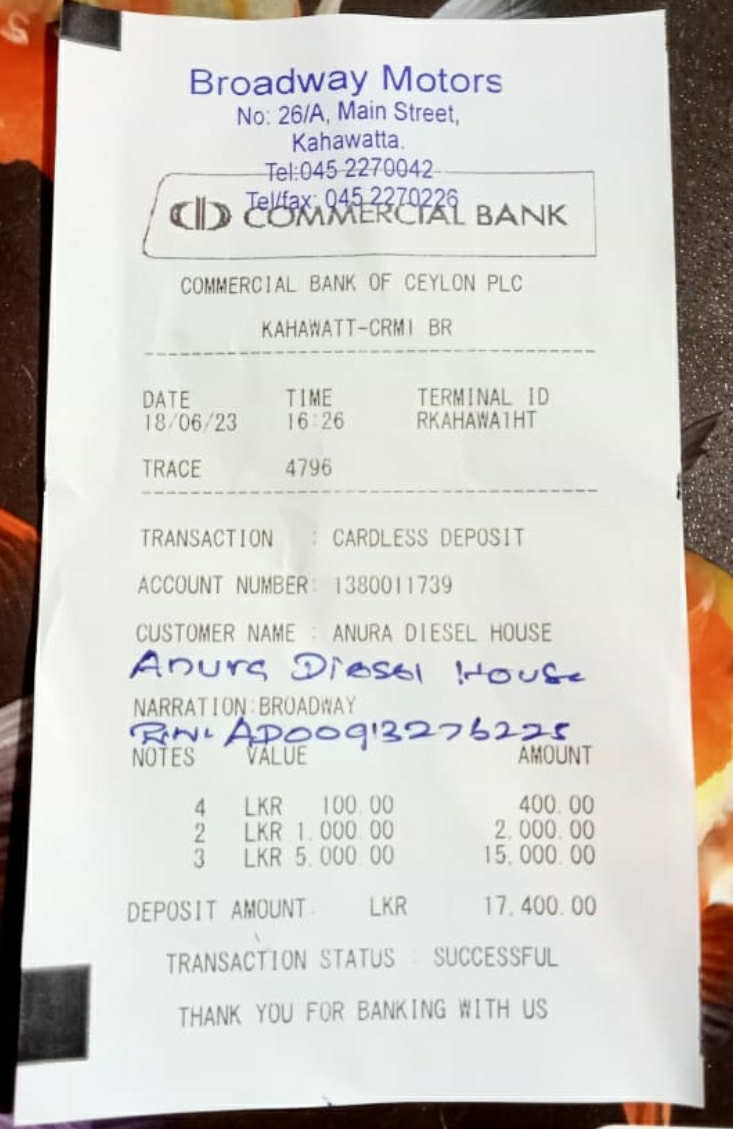 Broadway Motors
No: 26/A, Main Street,
Kahawatta.
Tel:045 2270042
Tel/fax: 045 2270226
COMMERCIAL BANK
COMMERCIAL BANK OF CEYLON PLC
KAHAWATT-CRM1 BR
DATE TIME TERMINAL ID
18/06/23 16:26 RKAHAWA1HT
TRACE 4796
TRANSACTION : CARDLESS DEPOSIT
ACCOUNT NUMBER: 1380011739
CUSTOMER NAME : ANURA DIESEL HOUSE
Anura Diesel House
NARRATION:BROADWAY
AD00913276225
NOTES VALUE AMOUNT
4 LKR 100.00 400.00
2 LKR 1,000.00 2,000.00
3 LKR 5,000.00 15,000.00
DEPOSIT AMOUNT: LKR 17,400.00
TRANSACTION STATUS : SUCCESSFUL
THANK YOU FOR BANKING WITH US